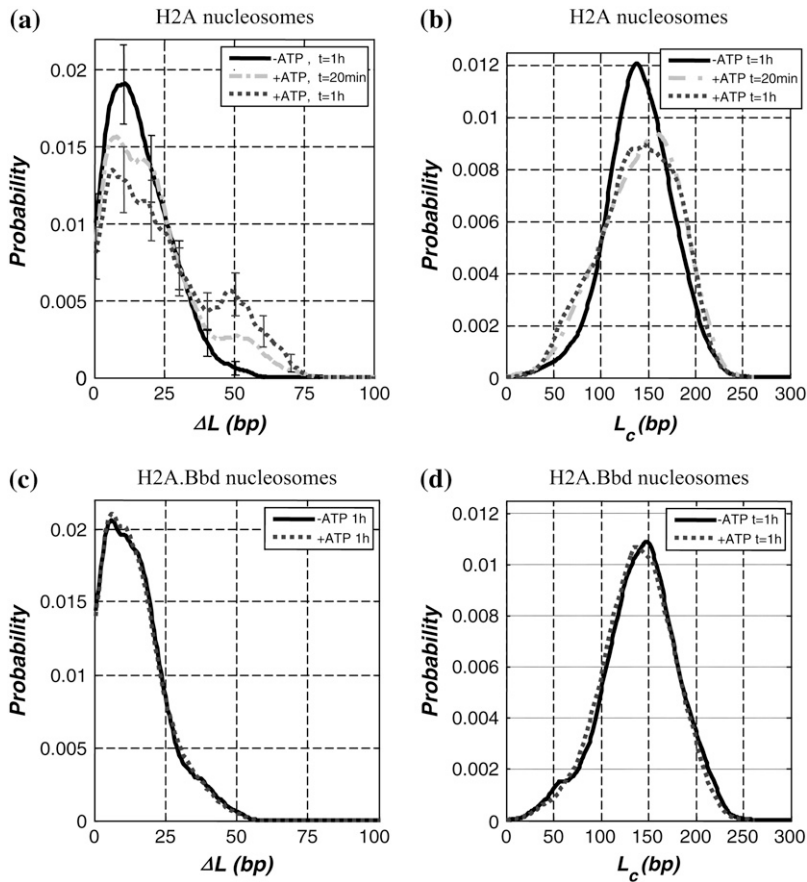 (a)
H2A nucleosomes
-ATP , t=1h
+ATP, t=20min
+ATP, t=1h
0.02
0.015
0.01
0.005
0
0
25
50
75
100
Probability
ΔL (bp)
(b)
H2A nucleosomes
-ATP t=1h
+ATP t=20min
+ATP t=1h
0.012
0.01
0.008
0.006
0.004
0.002
0
0
50
100
150
200
250
300
Probability
Lc(bp)
(c)
H2A.Bbd nucleosomes
-ATP 1h
+ATP 1h
0.02
0.015
0.01
0.005
0
0
25
50
75
100
Probability
ΔL (bp)
(d)
H2A.Bbd nucleosomes
-ATP t=1h
+ATP t=1h
0.012
0.01
0.008
0.006
0.004
0.002
0
0
50
100
150
200
250
300
Probability
Lc(bp)